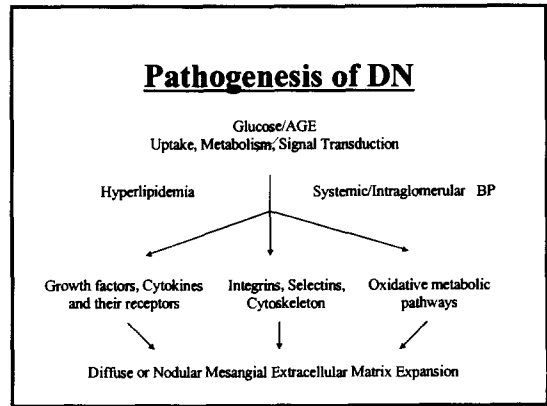 Pathogenesis of DN
Glucose/AGE
Uptake, Metabolism, Signal Transduction
Hyperlipidemia Systemic/Intraglomerular BP
Growth factors, Cytokines Integrins, Selectins, Oxidative metabolic
and their receptors Cytoskeleton pathways
Diffuse or Nodular Mesangial Extracellular Matrix Expansion